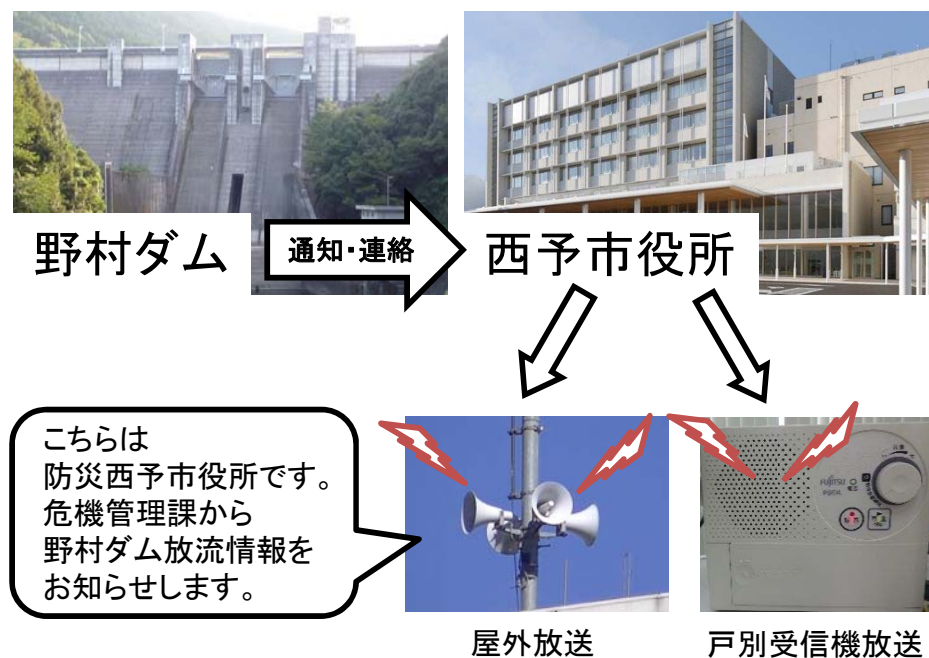 野村ダム
通知・連絡
西予市役所
こちらは
防災西予市役所です。
危機管理課から
野村ダム放流情報を
お知らせします。
FUJITSU
屋外放送
戸別受信機放送